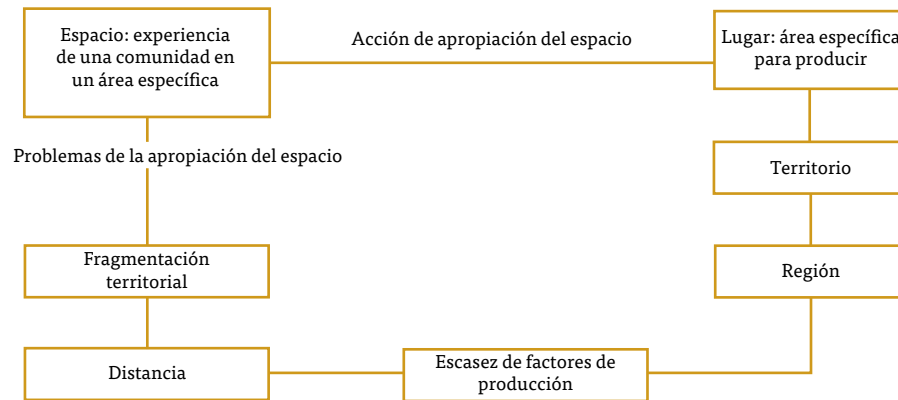 Espacio: experiencia
de una comunidad en
un área específica
Acción de apropiación del espacio
Lugar: área específica
para producir
Problemas de la apropiación del espacio
Territorio
Fragmentación
territorial
Región
Distancia
Escasez de factores de
producción